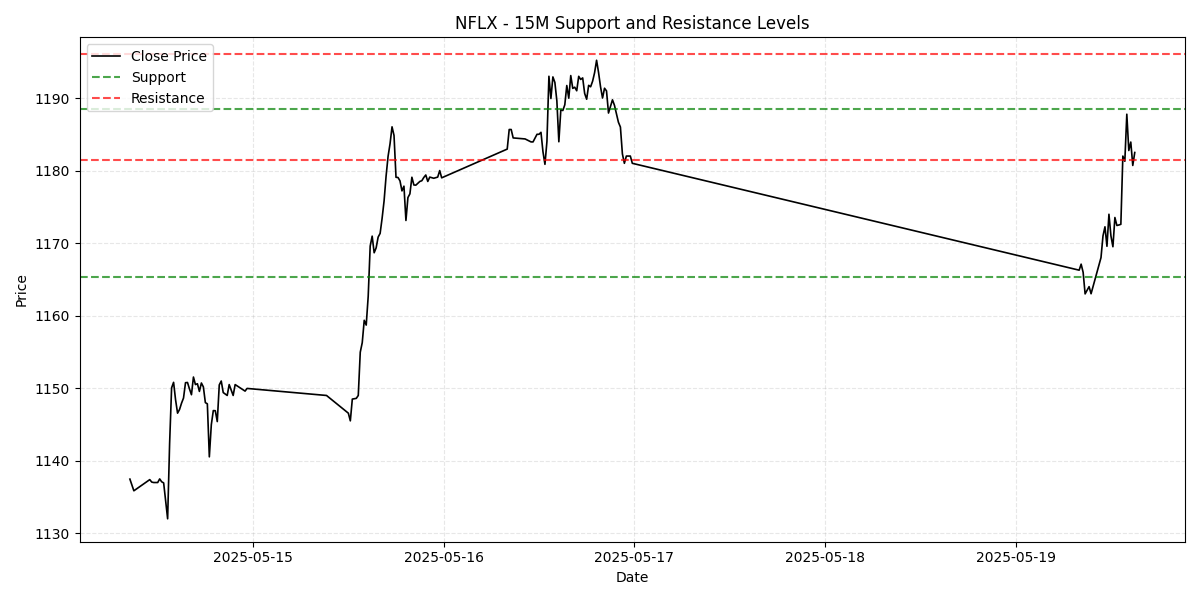 NFLX - 15M Support and Resistance Levels
Close Price
Support
Resistance
1190
1180
1170
1160
1150
1140
1130
Price
2025-05-15
2025-05-16
2025-05-17
2025-05-18
2025-05-19
Date